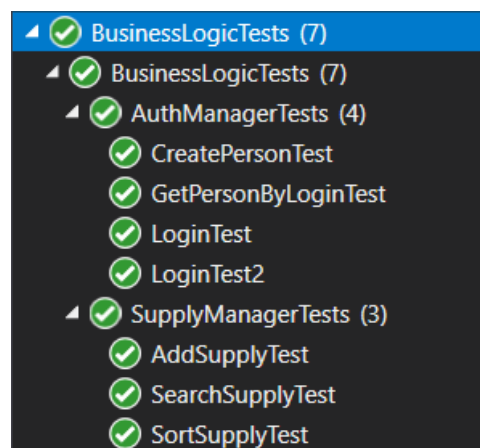 BusinessLogicTests (7)
BusinessLogicTests (7)
AuthManagerTests (4)
CreatePersonTest
GetPersonByLoginTest
LoginTest
LoginTest2
SupplyManagerTests (3)
AddSupplyTest
SearchSupplyTest
SortSupplyTest